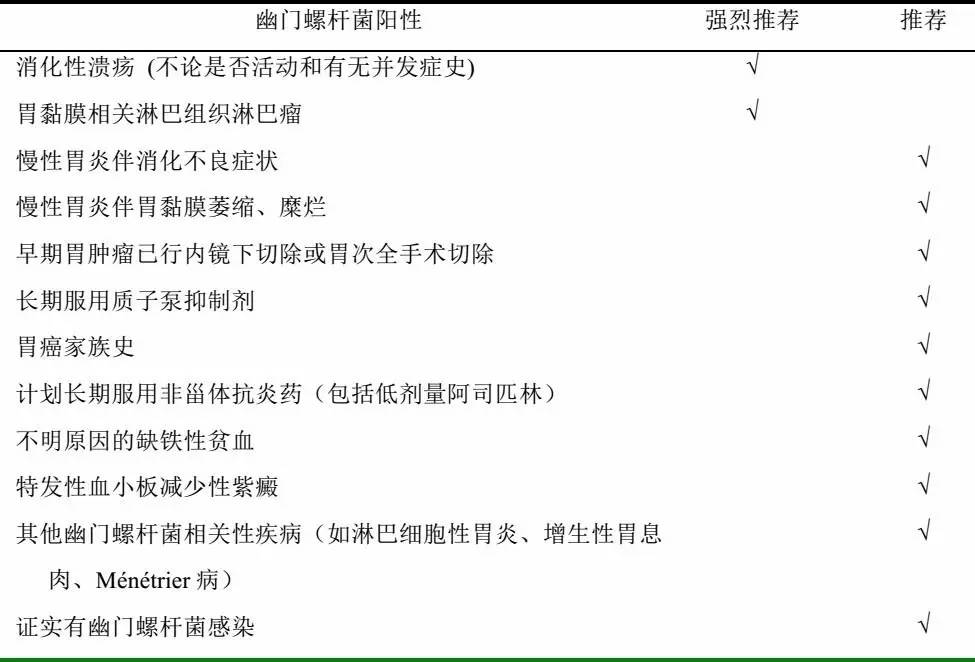 幽门螺杆菌阳性 强烈推荐 推荐
消化性溃疡 (不论是否活动和有无并发症史) √
胃黏膜相关淋巴组织淋巴瘤 √
慢性胃炎伴消化不良症状 √
慢性胃炎伴胃黏膜萎缩、糜烂 √
早期胃肿瘤已行内镜下切除或胃次全手术切除 √
长期服用质子泵抑制剂 √
胃癌家族史 √
计划长期服用非甾体抗炎药（包括低剂量阿司匹林） √
不明原因的缺铁性贫血 √
特发性血小板减少性紫癜 √
其他幽门螺杆菌相关性疾病（如淋巴细胞性胃炎、增生性胃息 √
肉、Ménétrier 病）
证实有幽门螺杆菌感染 √